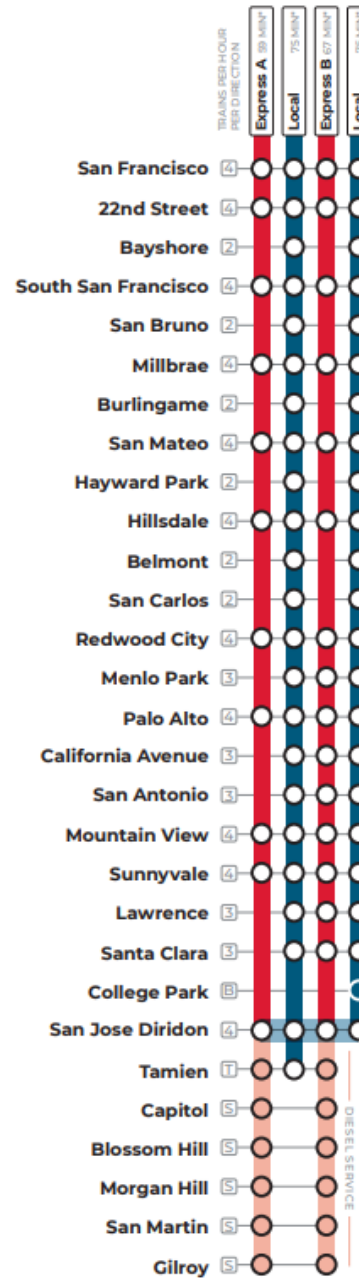 TRAINS PER HOUR
PER DIRECTION
Express A 59 MIN*
Local 75 MIN*
Express B 67 MIN*
Local 75 MIN*
San Francisco 4
22nd Street 4
Bayshore 2
South San Francisco 4
San Bruno 2
Millbrae 4
Burlingame 2
San Mateo 4
Hayward Park 2
Hillsdale 4
Belmont 2
San Carlos 2
Redwood City 4
Menlo Park 3
Palo Alto 4
California Avenue 3
San Antonio 3
Mountain View 4
Sunnyvale 4
Lawrence 3
Santa Clara 3
College Park B
San Jose Diridon 4
Tamien T
Capitol S
Blossom Hill S
Morgan Hill S
San Martin S
Gilroy S
DIESEL SERVICE